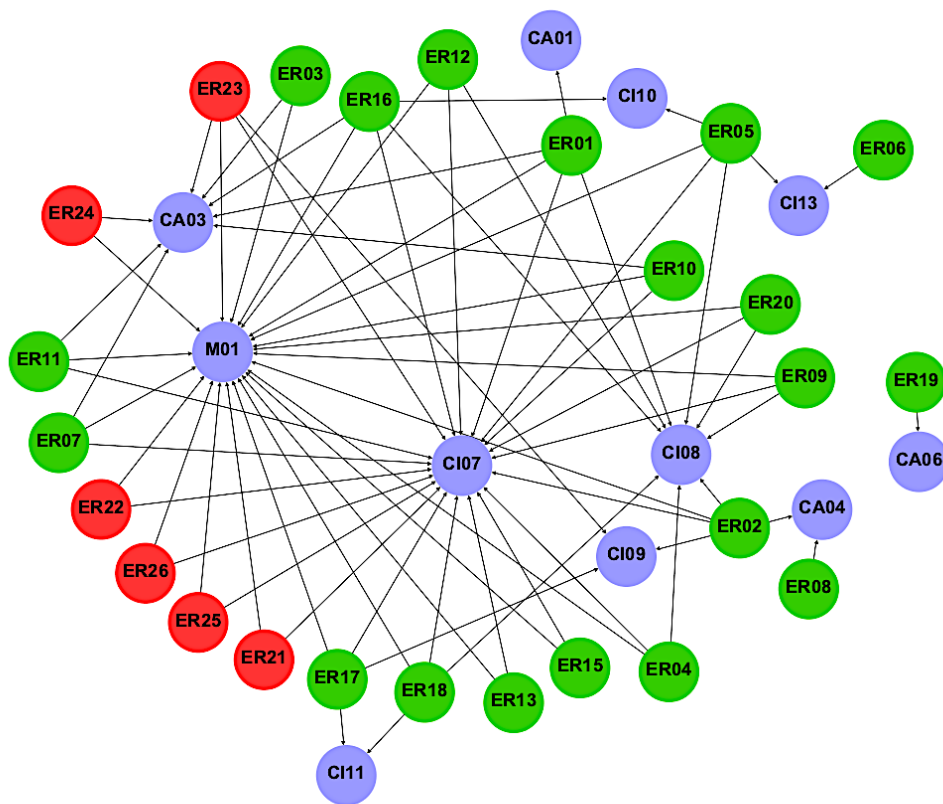 CA01
ER12
ER03
ER23
CI10
ER16
ER05
ER01
ER06
CI13
ER24
CA03
ER10
ER20
M01
ER11
ER09
ER19
ER07
CI08
CA06
CI07
ER22
CA04
ER02
CI09
ER26
ER08
ER25
ER21
ER15
ER04
ER17
ER18
ER13
CI11